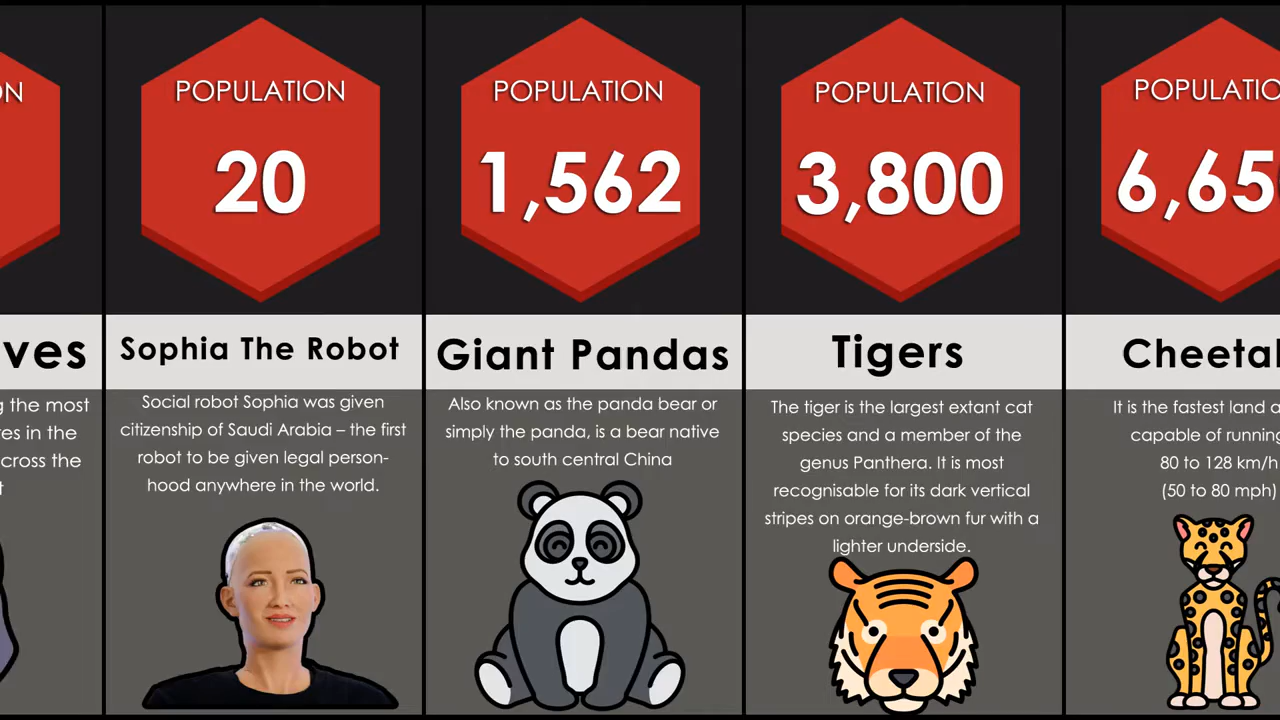 ON
ves
g the most
res in the
cross the
t
POPULATION
20
Sophia The Robot
Social robot Sophia was given
citizenship of Saudi Arabia – the first
robot to be given legal person-
hood anywhere in the world.
POPULATION
1,562
Giant Pandas
Also known as the panda bear or
simply the panda, is a bear native
to south central China
POPULATION
3,800
Tigers
The tiger is the largest extant cat
species and a member of the
genus Panthera. It is most
recognisable for its dark vertical
stripes on orange-brown fur with a
lighter underside.
POPULATIO
6,65
Cheetah
It is the fastest land a
capable of running
80 to 128 km/h
(50 to 80 mph)